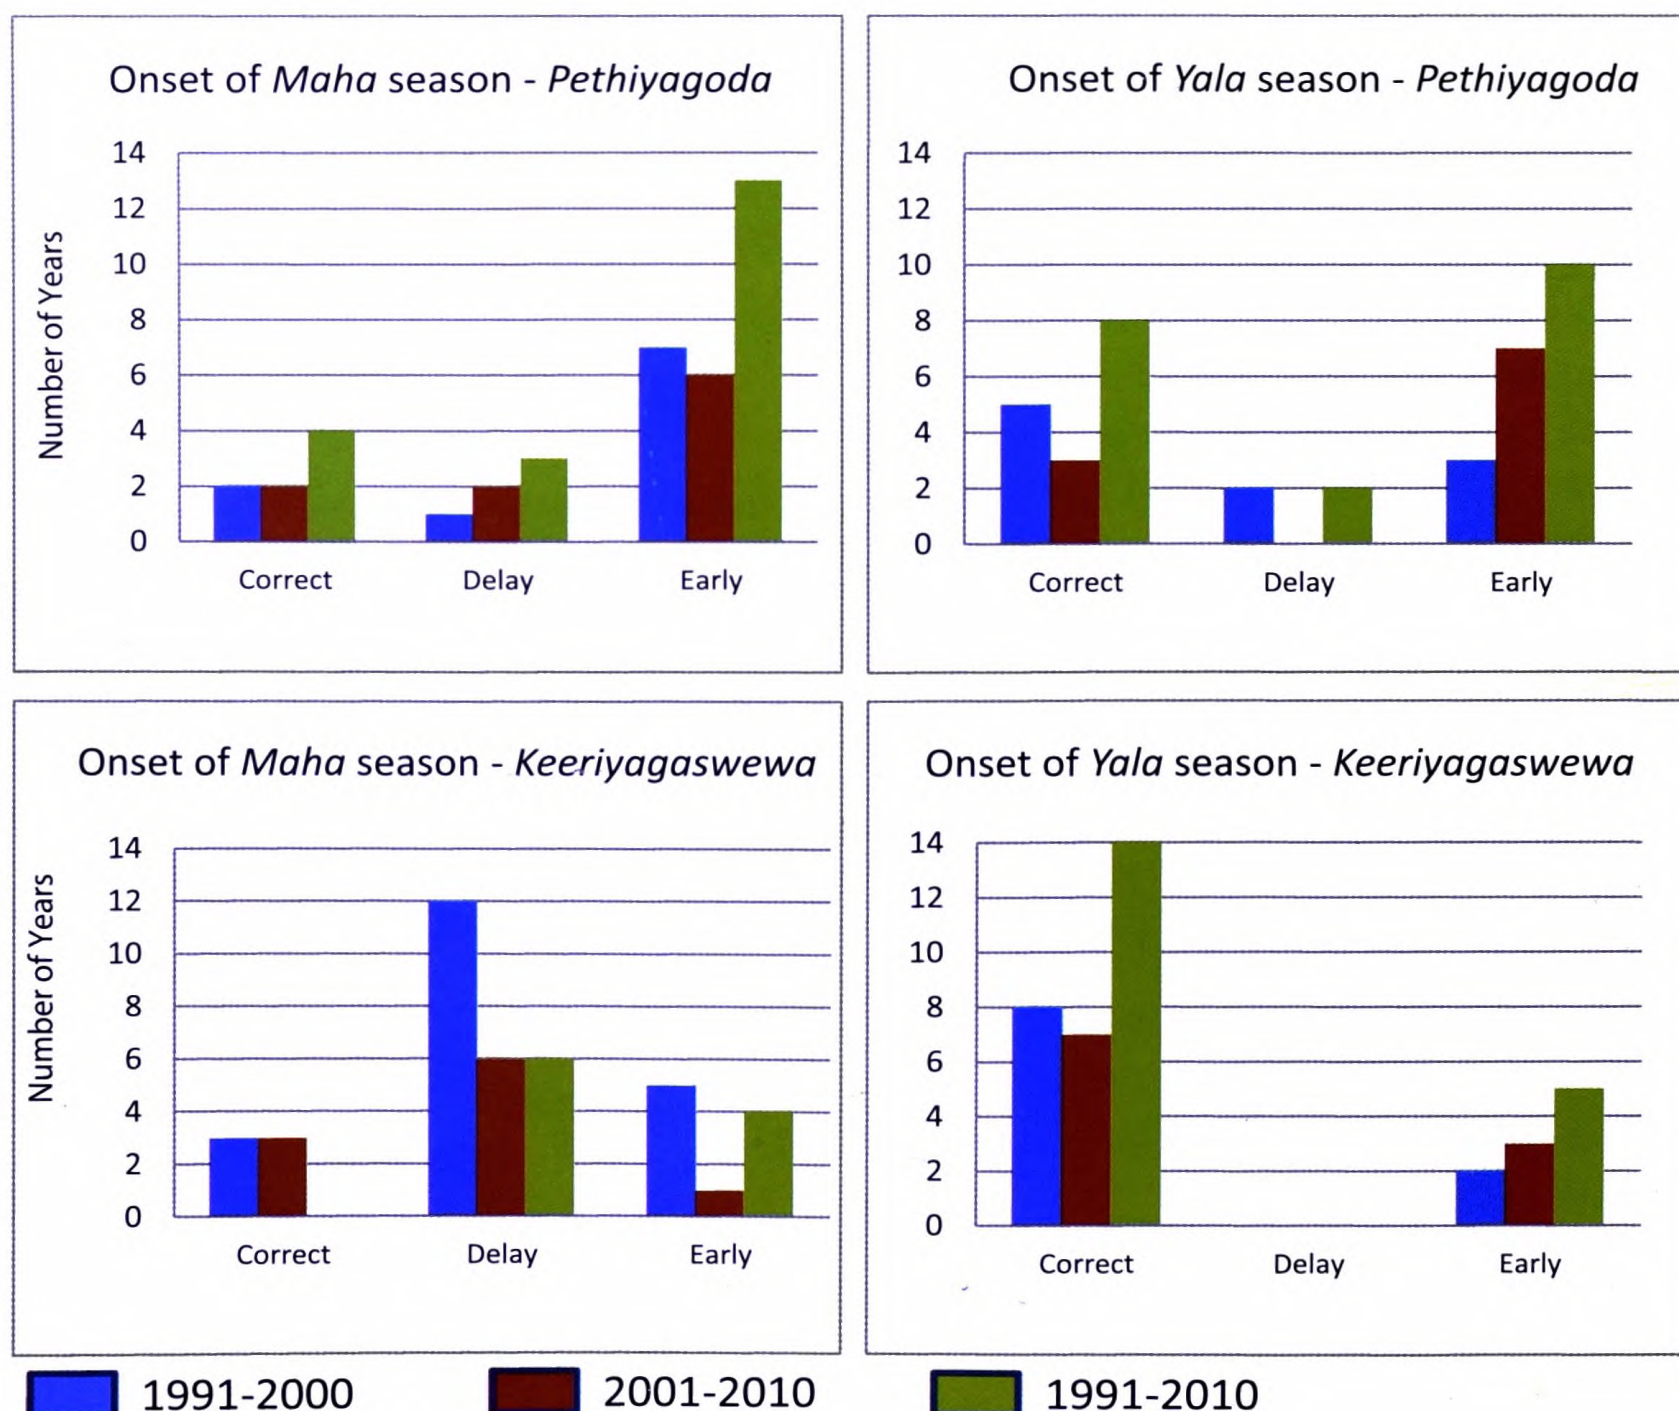 Onset of Maha season - Pethiyagoda
Number of Years
14
12
10
8
6
4
2
0
Correct Delay Early
Onset of Yala season - Pethiyagoda
14
12
10
8
6
4
2
0
Correct Delay Early
Onset of Maha season - Keeriyagaswewa
Number of Years
14
12
10
8
6
4
2
0
Correct Delay Early
Onset of Yala season - Keeriyagaswewa
14
12
10
8
6
4
2
0
Correct Delay Early
1991-2000 2001-2010 1991-2010